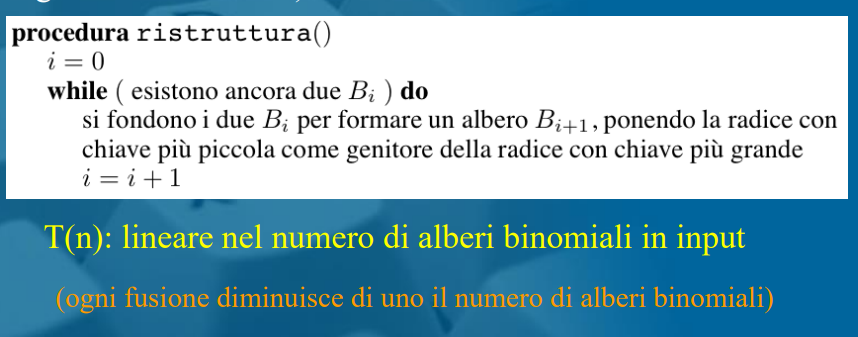 procedura ristruttura()
i = 0
while ( esistono ancora due B_i ) do
si fondono i due B_i per formare un albero B_{i+1}, ponendo la radice con
chiave più piccola come genitore della radice con chiave più grande
i = i + 1
T(n): lineare nel numero di alberi binomiali in input
(ogni fusione diminuisce di uno il numero di alberi binomiali)